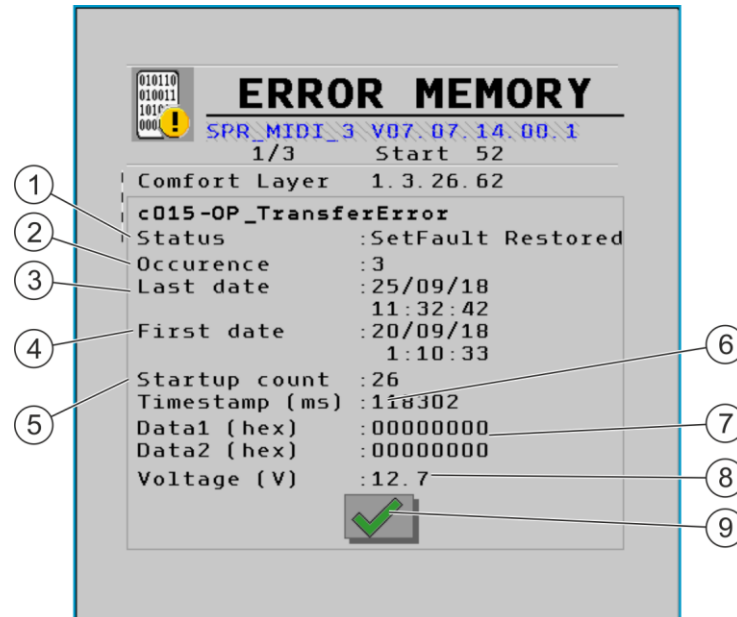 010110
010011
ERROR MEMORY
SPR_MIDI_3 V07.07.14.00.1
1/3 Start 52
Comfort Layer 1.3.26.62
c015-OP_TransferError
Status :SetFault Restored
Occurence :3
Last date :25/09/18
11:32:42
First date :20/09/18
1:10:33
Startup count :26
Timestamp (ms) :118302
Data1 (hex) :00000000
Data2 (hex) :00000000
Voltage (V) :12.7
1
2
3
4
5
6
7
8
9